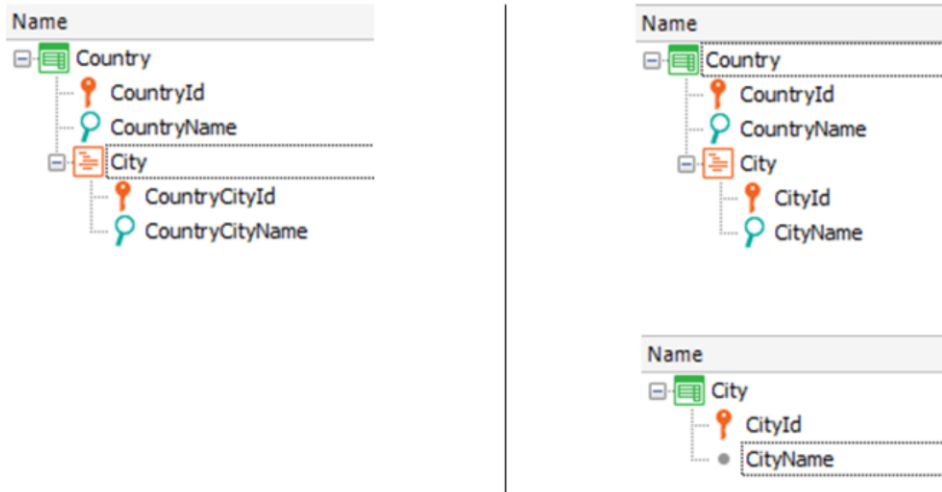 Name
Country
CountryId
CountryName
City
CountryCityId
CountryCityName
Name
Country
CountryId
CountryName
City
CityId
CityName
Name
City
CityId
CityName